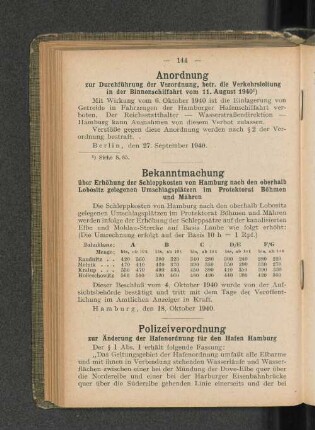 — 144 —
Anordnung
zur Durchführung der Verordnung, betr. die Verkehrsleitung
in der Binnenschiffahrt vom 11. August 1940¹)
Mit Wirkung vom 6. Oktober 1940 ist die Einlagerung von
Getreide in Fahrzeugen der Hamburger Hafenschiffahrt ver-
boten. Der Reichsstatthalter — Wasserstraßendirektion —
Hamburg kann Ausnahmen von diesem Verbot zulassen.
Verstöße gegen diese Anordnung werden nach § 2 der Ver-
ordnung bestraft.
Berlin, den 27. September 1940.
¹) Siehe S. 65.
Bekanntmachung
über Erhöhung der Schleppkosten von Hamburg nach den oberhalb
Lobositz gelegenen Umschlagplätzen im Protektorat Böhmen
und Mähren
Die Schleppkosten von Hamburg nach den oberhalb Lobositz
gelegenen Umschlagsplätzen im Protektorat Böhmen und Mähren
werden infolge der Erhöhung der Schlepplöhne auf der kanalisierten
Elbe und Moldau-Strecke auf Basis Laube wie folgt erhöht:
(Die Umrechnung erfolgt auf der Basis 10 h = 1 Rpf.)
A B C D/E F/G
Dieser Beschluß vom 4. Oktober 1940 wurde von der Auf-
sichtsbehörde bestätigt und tritt mit dem Tage der Veröffent-
lichung im Amtlichen Anzeiger in Kraft.
Hamburg, den 18. Oktober 1940.
Polizeiverordnung
zur Änderung der Hafenordnung für den Hafen Hamburg
Der § 1 Abs. 1 erhält folgende Fassung:
„Das Geltungsgebiet der Hafenordnung umfaßt alle Elbarme
und mit ihnen in Verbindung stehenden Wasserläufe und Wasser-
flächen zwischen einer bei der Mündung der Dove-Elbe quer über
die Norderelbe und einer bei der Harburger Eisenbahnbrücke
quer über die Süderelbe gehenden Linie einerseits und der bei